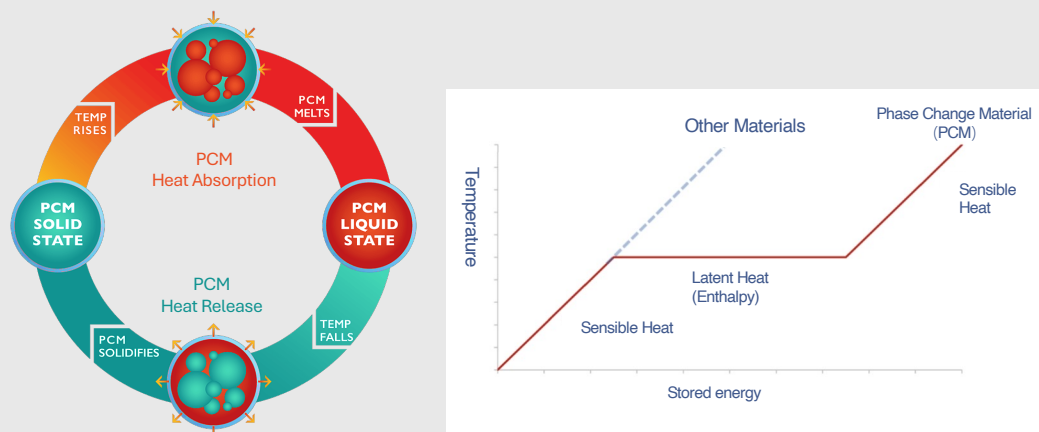 TEMP
RISES
PCM
MELTS
PCM
Heat Absorption
PCM
SOLID
STATE
PCM
LIQUID
STATE
PCM
Heat Release
PCM
SOLIDIFIES
TEMP
FALLS
Other Materials
Phase Change Material
(PCM)
Temperature
Sensible
Heat
Latent Heat
(Enthalpy)
Sensible Heat
Stored energy